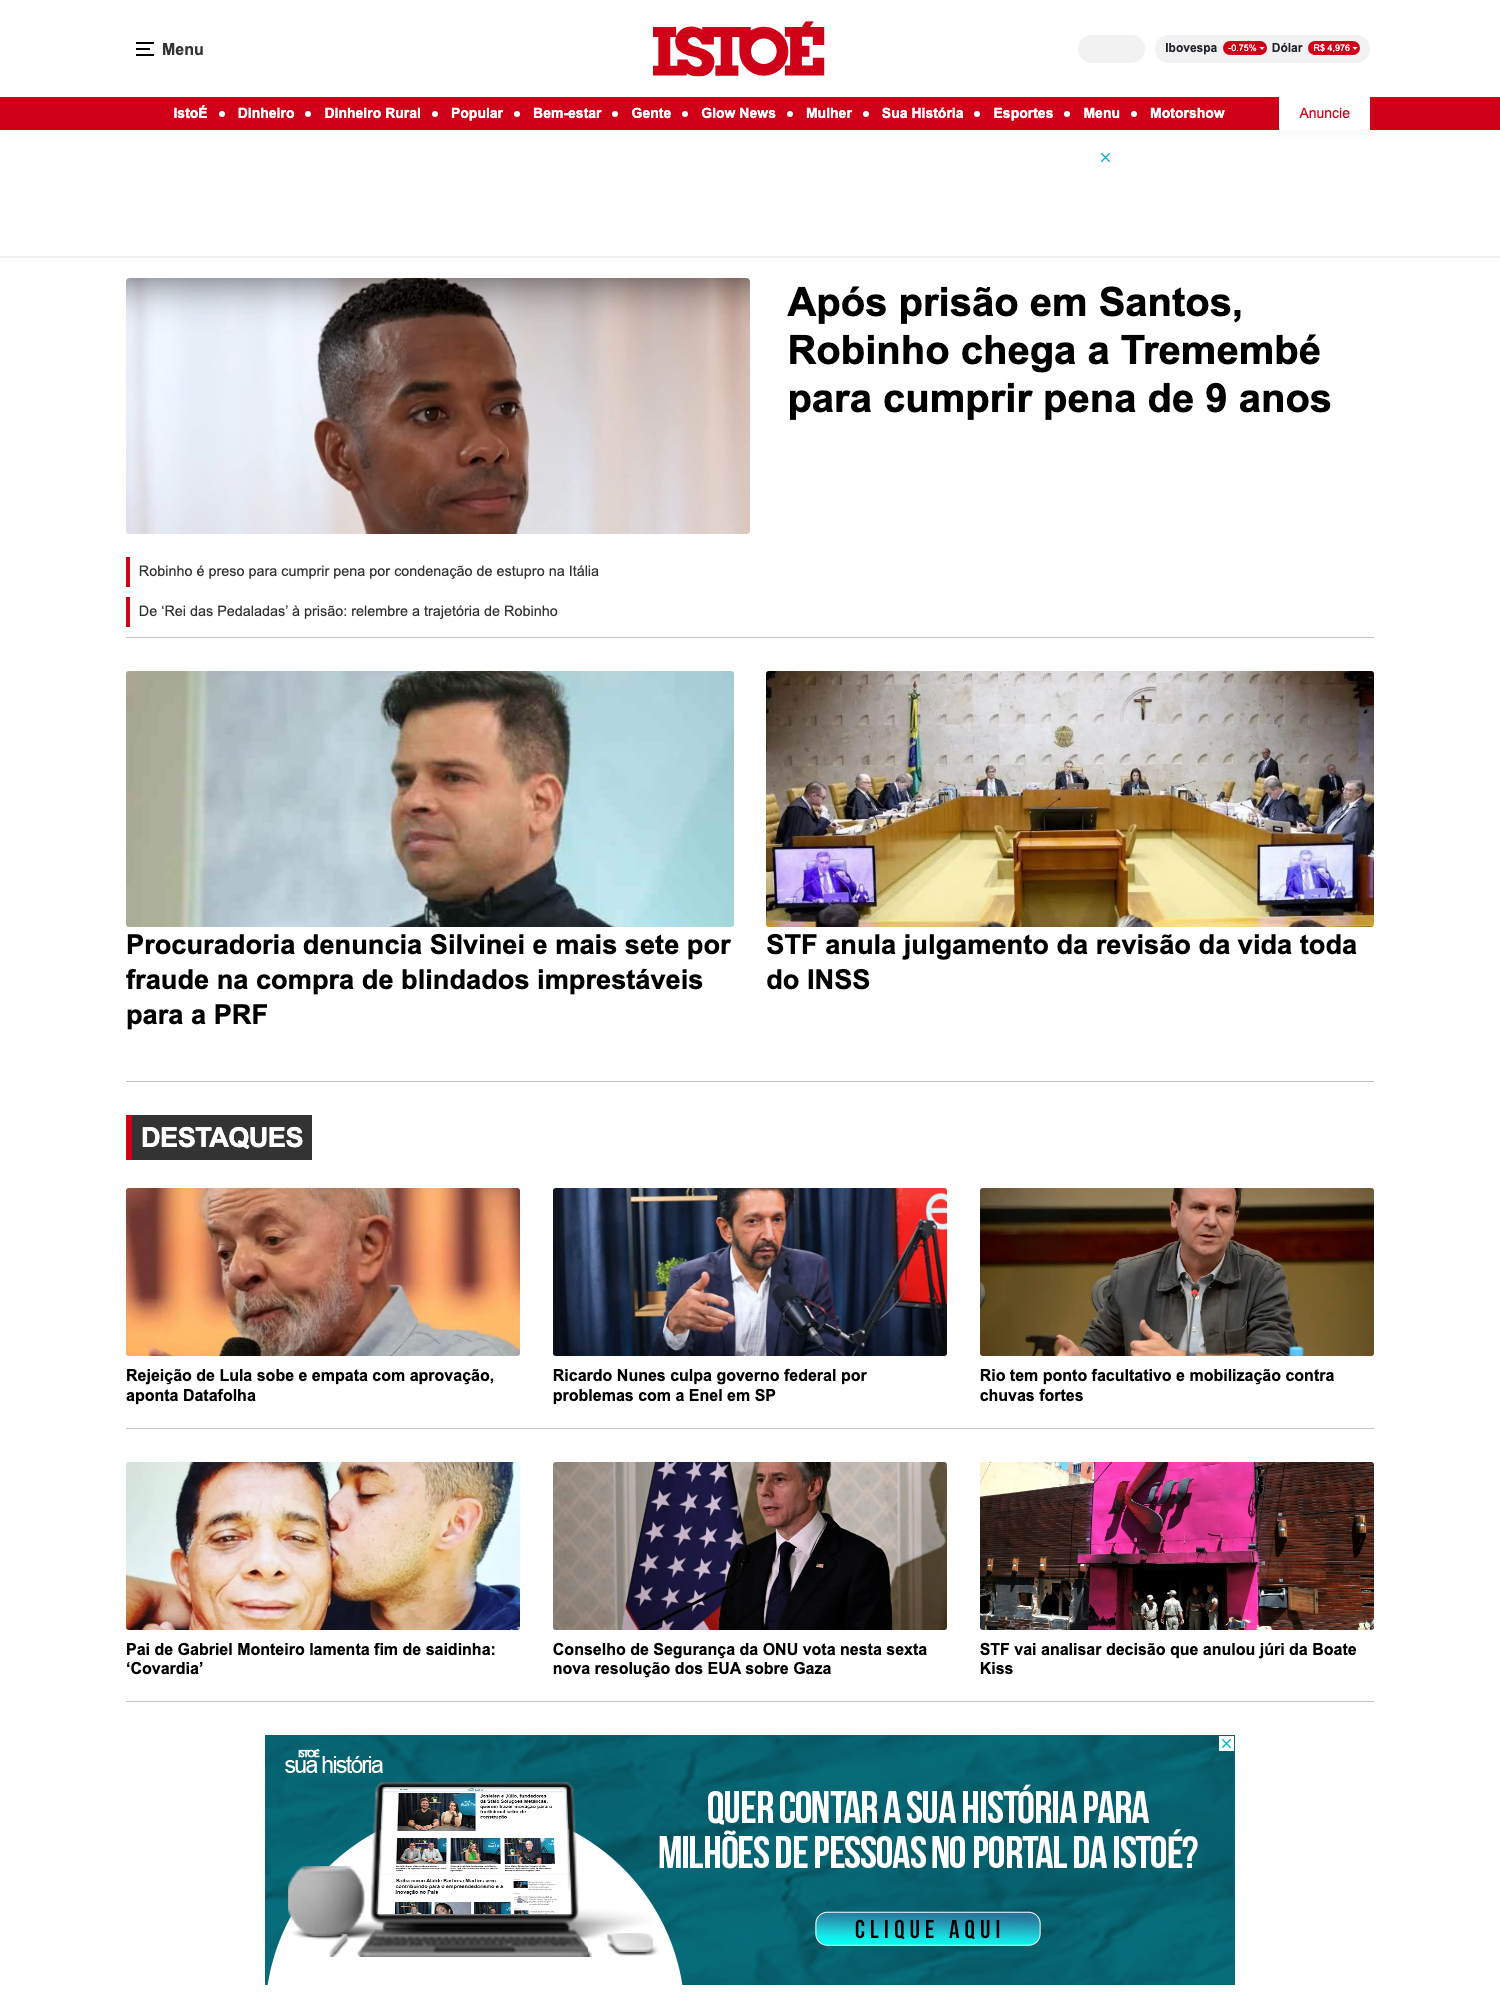 Menu
ISTOÉ
Ibovespa -0.75% Dólar R$ 4,976
IstoÉ Dinheiro Dinheiro Rural Popular Bem-estar Gente Glow News Mulher Sua História Esportes Menu Motorshow Anuncie
Após prisão em Santos,
Robinho chega a Tremembé
para cumprir pena de 9 anos
Robinho é preso para cumprir pena por condenação de estupro na Itália
De ‘Rei das Pedaladas’ à prisão: relembre a trajetória de Robinho
Procuradoria denuncia Silvinei e mais sete por
fraude na compra de blindados imprestáveis
para a PRF
STF anula julgamento da revisão da vida toda
do INSS
DESTAQUES
Rejeição de Lula sobe e empata com aprovação,
aponta Datafolha
Ricardo Nunes culpa governo federal por
problemas com a Enel em SP
Rio tem ponto facultativo e mobilização contra
chuvas fortes
Pai de Gabriel Monteiro lamenta fim de saidinha:
‘Covardia’
Conselho de Segurança da ONU vota nesta sexta
nova resolução dos EUA sobre Gaza
STF vai analisar decisão que anulou júri da Boate
Kiss
ISTOÉ
sua história
QUER CONTAR A SUA HISTÓRIA PARA
MILHÕES DE PESSOAS NO PORTAL DA ISTOÉ?
CLIQUE AQUI